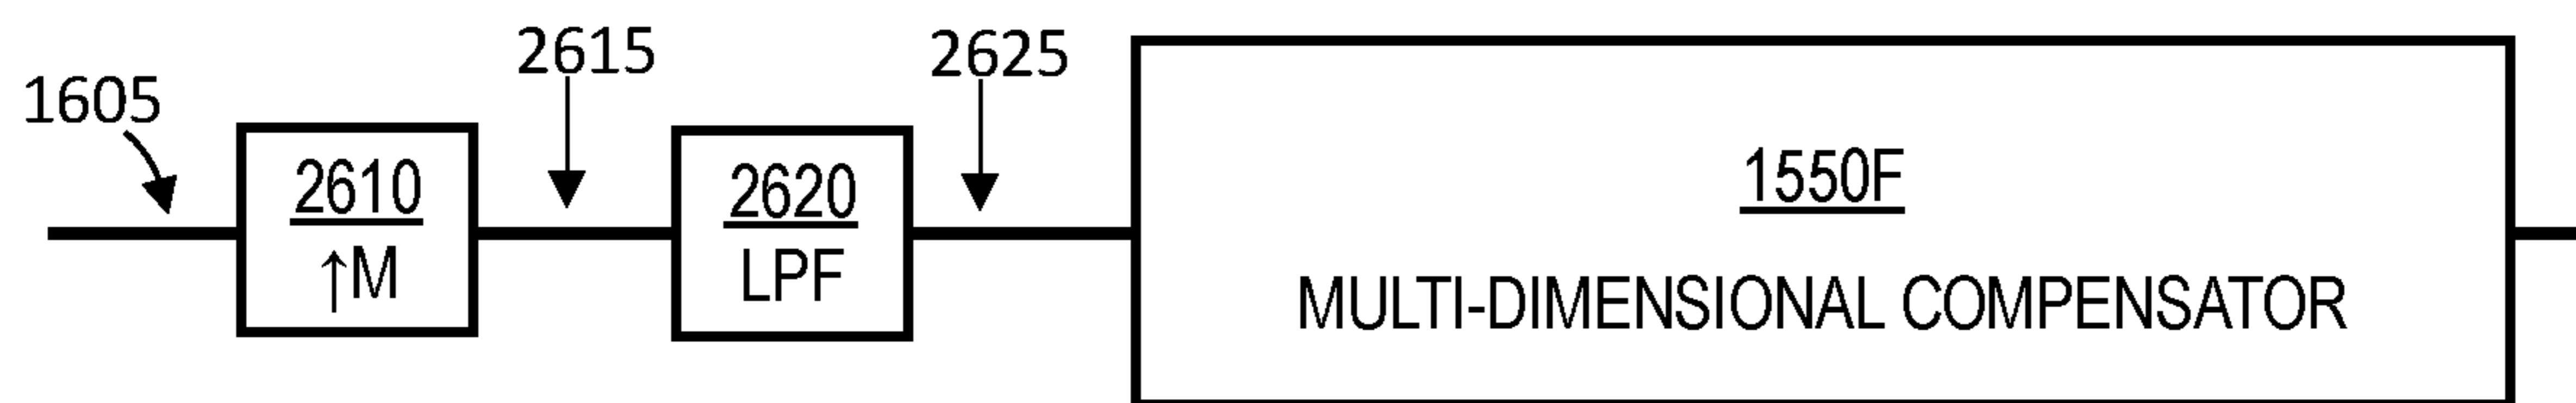 1605
2615
2625
2610
↑M
2620
LPF
1550F
MULTI-DIMENSIONAL COMPENSATOR